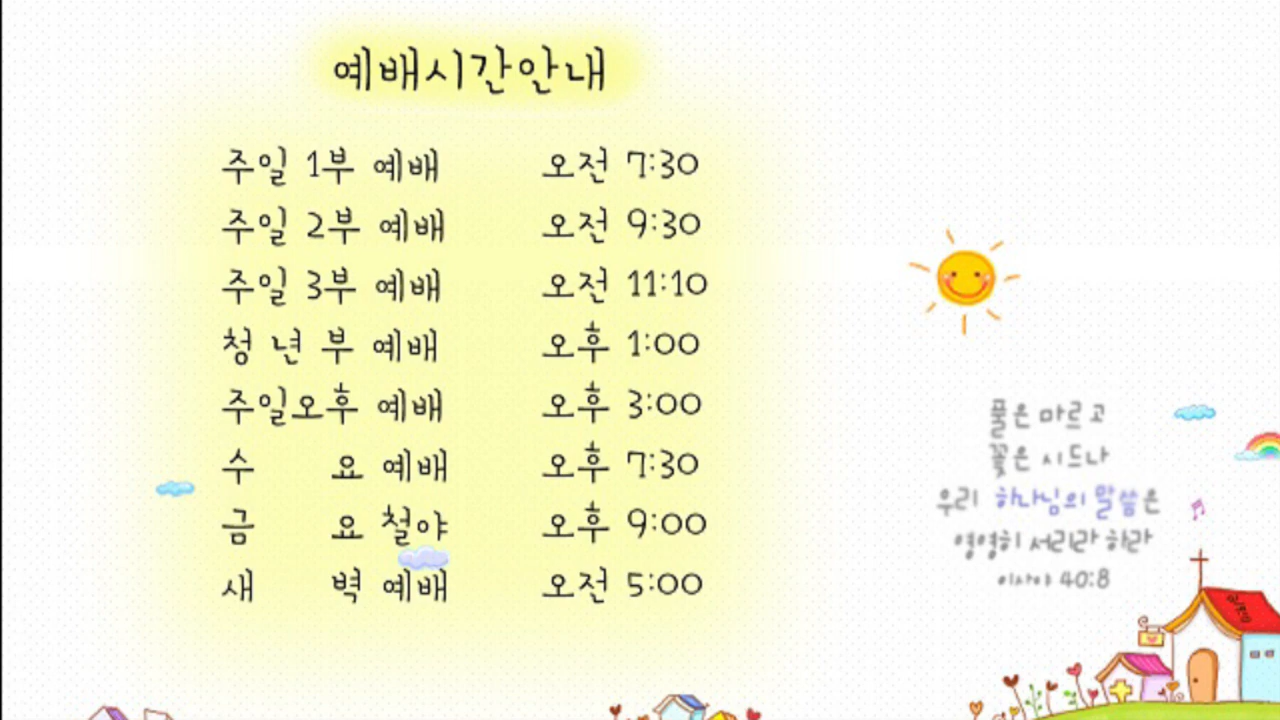 예배시간안내
주일 1부 예배 오전 7:30
주일 2부 예배 오전 9:30
주일 3부 예배 오전 11:10
청 년 부 예배 오후 1:00
주일오후 예배 오후 3:00
수 요 예배 오후 7:30
금 요 철야 오후 9:00
새 벽 예배 오전 5:00
풀은 마르고
꽃은 시드나
우리 하나님의 말씀은
영영히 서리라 하라
이사야 40:8